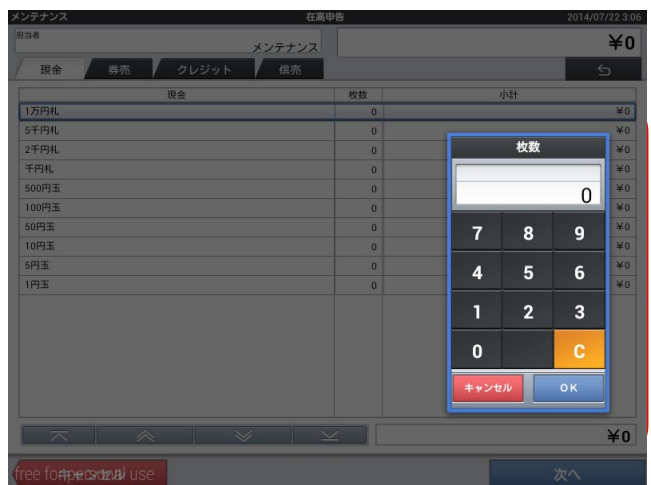 メンテナンス 在高申告 2014/07/22 3:06
担当者
メンテナンス ¥0
現金 券売 クレジット 信売
現金 枚数 小計
1万円札 0 ¥0
5千円札 0 ¥0
2千円札 0 ¥0
千円札 0 ¥0
500円玉 0 ¥0
100円玉 0 ¥0
50円玉 0 ¥0
10円玉 0 ¥0
5円玉 0 ¥0
1円玉 0 ¥0
枚数
0
7 8 9
4 5 6
1 2 3
0 C
キャンセル OK
¥0
キャンセル 次へ
free for personal use